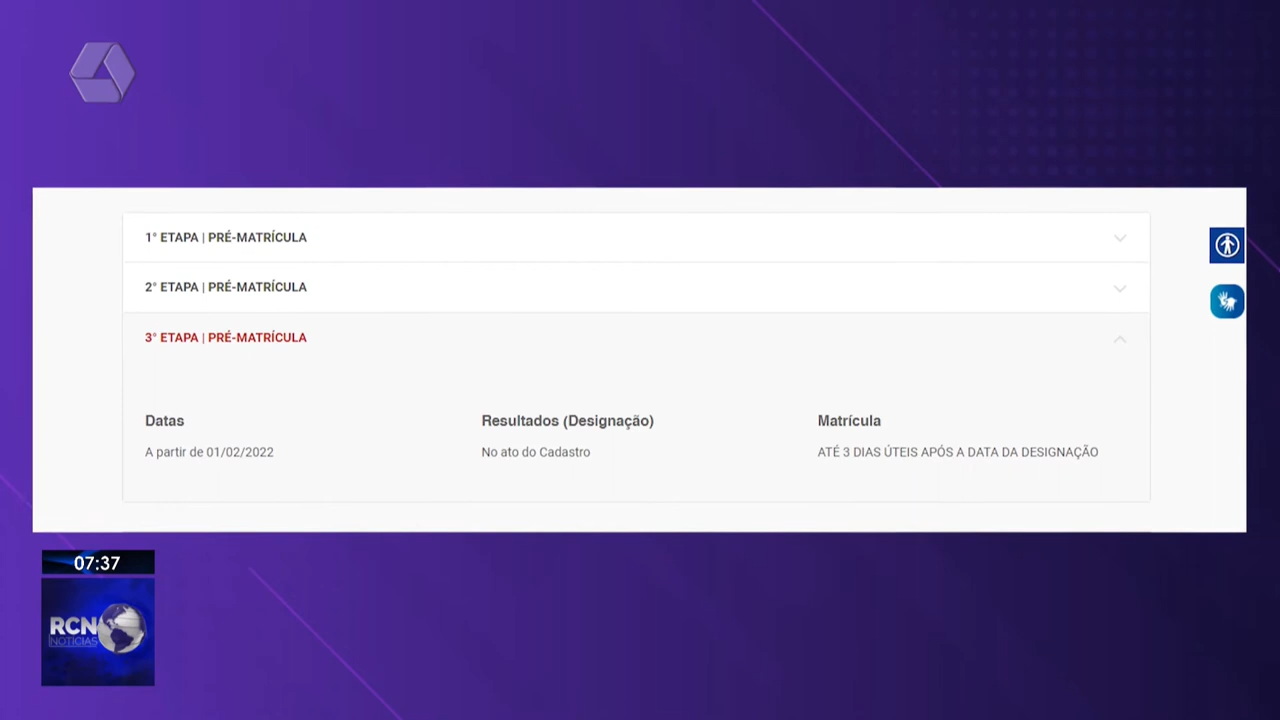 1° ETAPA | PRÉ-MATRÍCULA
2° ETAPA | PRÉ-MATRÍCULA
3° ETAPA | PRÉ-MATRÍCULA
Datas
Resultados (Designação)
Matrícula
A partir de 01/02/2022
No ato do Cadastro
ATÉ 3 DIAS ÚTEIS APÓS A DATA DA DESIGNAÇÃO
07:37
RCN
NOTÍCIAS